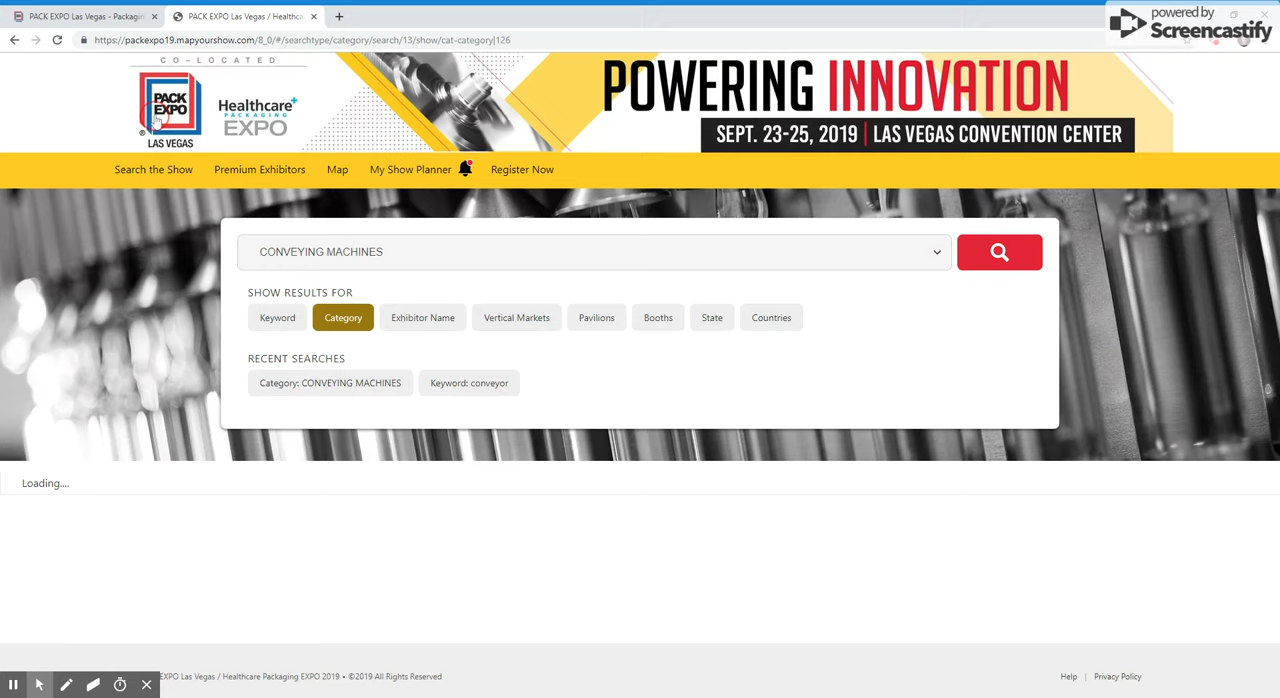 PACK EXPO Las Vegas - Packagin
PACK EXPO Las Vegas / Healthca
powered by
Screencastify
https://packexpo19.mapyourshow.com/8_0/#/searchtype/category/search/13/show/cat-category|126
CO-LOCATED
PACK
EXPO
LAS VEGAS
Healthcare
PACKAGING
EXPO
POWERING INNOVATION
SEPT. 23-25, 2019 | LAS VEGAS CONVENTION CENTER
Search the Show Premium Exhibitors Map My Show Planner Register Now
CONVEYING MACHINES
SHOW RESULTS FOR
Keyword Category Exhibitor Name Vertical Markets Pavilions Booths State Countries
RECENT SEARCHES
Category: CONVEYING MACHINES Keyword: conveyor
Loading....
EXPO Las Vegas / Healthcare Packaging EXPO 2019 • ©2019 All Rights Reserved
Help | Privacy Policy